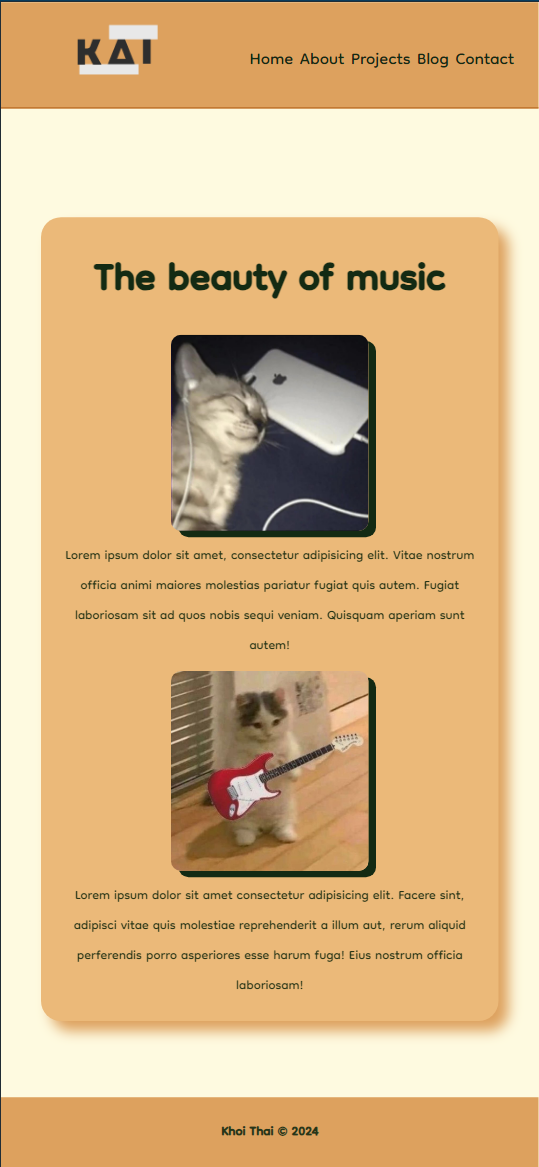 KAI
Home About Projects Blog Contact
The beauty of music
Lorem ipsum dolor sit amet, consectetur adipisicing elit. Vitae nostrum
officia animi maiores molestias pariatur fugiat quis autem. Fugiat
laboriosam sit ad quos nobis sequi veniam. Quisquam aperiam sunt
autem!
Lorem ipsum dolor sit amet consectetur adipisicing elit. Facere sint,
adipisci vitae quis molestiae reprehenderit a illum aut, rerum aliquid
perferendis porro asperiores esse harum fuga! Eius nostrum officia
laboriosam!
Khoi Thai © 2024